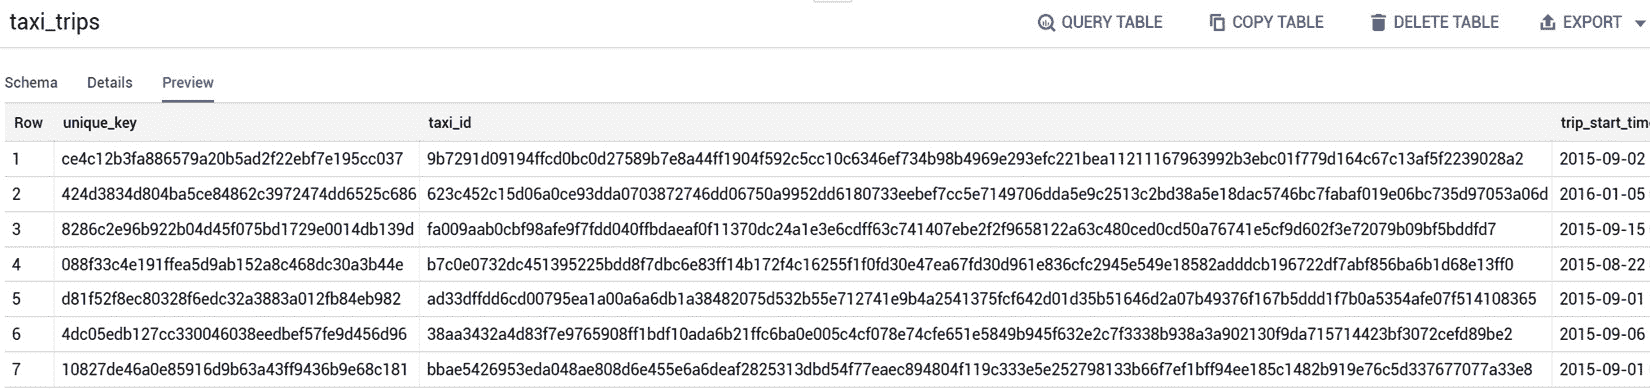 taxi_trips QUERY TABLE COPY TABLE DELETE TABLE EXPORT
Schema Details Preview
Row unique_key taxi_id trip_start_tim
1 ce4c12b3fa886579a20b5ad2f22ebf7e195cc037 9b7291d09194ffcd0bc0d27589b7e8a44ff1904f592c5cc10c6346ef734b98b4969e293efc221bea11211167963992b3ebc01f779d164c67c13af5f2239028a2 2015-09-02
2 424d3834d804ba5ce84862c3972474dd6525c686 623c452c15d06a0ce93dda0703872746dd06750a9952dd6180733eebef7cc5e7149706dda5e9c2513c2bd38a5e18dac5746bc7fabaf019e06bc735d97053a06d 2016-01-05
3 8286c2e96b922b04d45f075bd1729e0014db139d fa009aab0cbf98afe9f7fdd040ffbdaeaf0f11370dc24a1e3e6cdff63c741407ebe2f2f9658122a63c480ced0cd50a76741e5cf9d602f3e72079b09bf5bddfd7 2015-09-15
4 088f33c4e191ffea5d9ab152a8c468dc30a3b44e b7c0e0732dc451395225bdd8f7dbc6e83ff14b172f4c16255f1f0fd30e47ea67fd30d961e836cfc2945e549e18582adddcb196722df7abf856ba6b1d68e13ff0 2015-08-22
5 d81f52f8ec80328f6edc32a3883a012fb84eb982 ad33dffdd6cd00795ea1a00a6a6db1a38482075d532b55e712741e9b4a2541375fcf642d01d35b51646d2a07b49376f167b5ddd1f7b0a5354afe07f514108365 2015-09-01
6 4dc05edb127cc330046038eedbef57fe9d456d96 38aa3432a4d83f7e9765908ff1bdf10ada6b21ffc6ba0e005c4cf078e74cfe651e5849b945f632e2c7f3338b938a3a902130f9da715714423bf3072cefd89be2 2015-09-06
7 10827de46a0e85916d9b63a43ff9436b9e68c181 bbae5426953eda048ae808d6e455e6a6deaf2825313dbd54f77eaec894804f119c333e5e252798133b66f7ef1bff94ee185c1482b919e76c5d337677077a33e8 2015-09-01